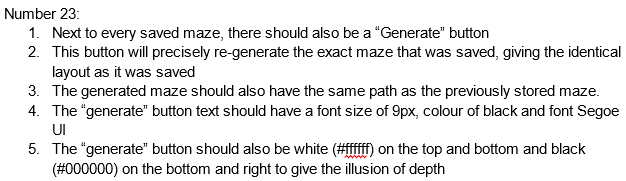 Number 23:
1. Next to every saved maze, there should also be a “Generate” button
2. This button will precisely re-generate the exact maze that was saved, giving the identical
layout as it was saved
3. The generated maze should also have the same path as the previously stored maze.
4. The “generate” button text should have a font size of 9px, colour of black and font Segoe
UI
5. The “generate” button should also be white (#ffffff) on the top and bottom and black
(#000000) on the bottom and right to give the illusion of depth